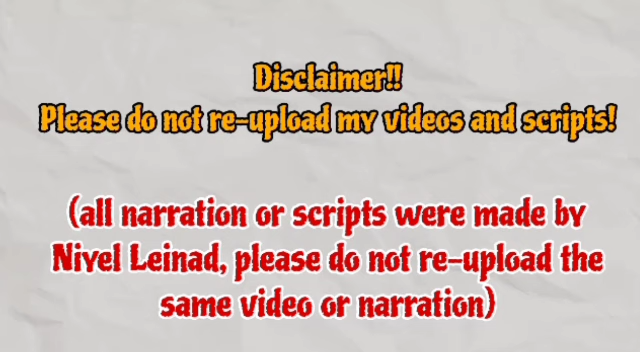 Disclaimer!!
Please do not re-upload my videos and scripts!
(all narration or scripts were made by
Nivel Leinad, please do not re-upload the
same video or narration)